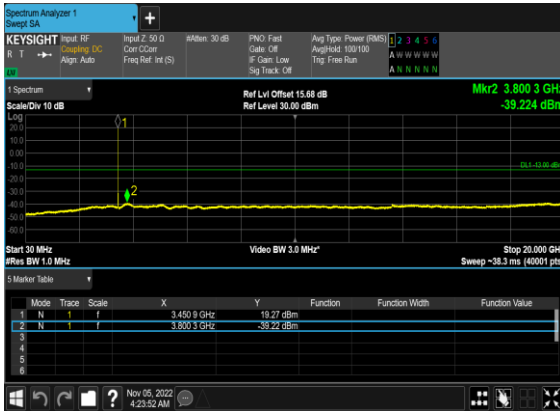 Spectrum Analyzer 1
Swept SA
+
KEYSIGHT Input: RF Input Z: 50 Ω #Atten: 30 dB PNO: Fast Avg Type: Power (RMS) 1 2 3 4 5 6
R T Coupling: DC Corr CCorr Gate: Off Avg|Hold: 100/100 A W W W W W
Align: Auto Freq Ref: Int (S) IF Gain: Low Trig: Free Run
Sig Track: Off A N N N N N
1 Spectrum Ref Lvl Offset 15.68 dB Mkr2 3.800 3 GHz
Scale/Div 10 dB Ref Level 30.00 dBm -39.224 dBm
Log
1
20.0
10.0
0.00
-10.0
DL1 -13.00 dBm
-20.0
-30.0
2
-40.0
-50.0
-60.0
Start 30 MHz Video BW 3.0 MHz* Stop 20.000 GHz
#Res BW 1.0 MHz Sweep ~38.3 ms (40001 pts)
5 Marker Table
Mode Trace Scale X Y Function Function Width Function Value
1 N 1 f 3.450 9 GHz 19.27 dBm
2 N 1 f 3.800 3 GHz -39.22 dBm
3
4
5
6
? Nov 05, 2022
4:23:52 AM